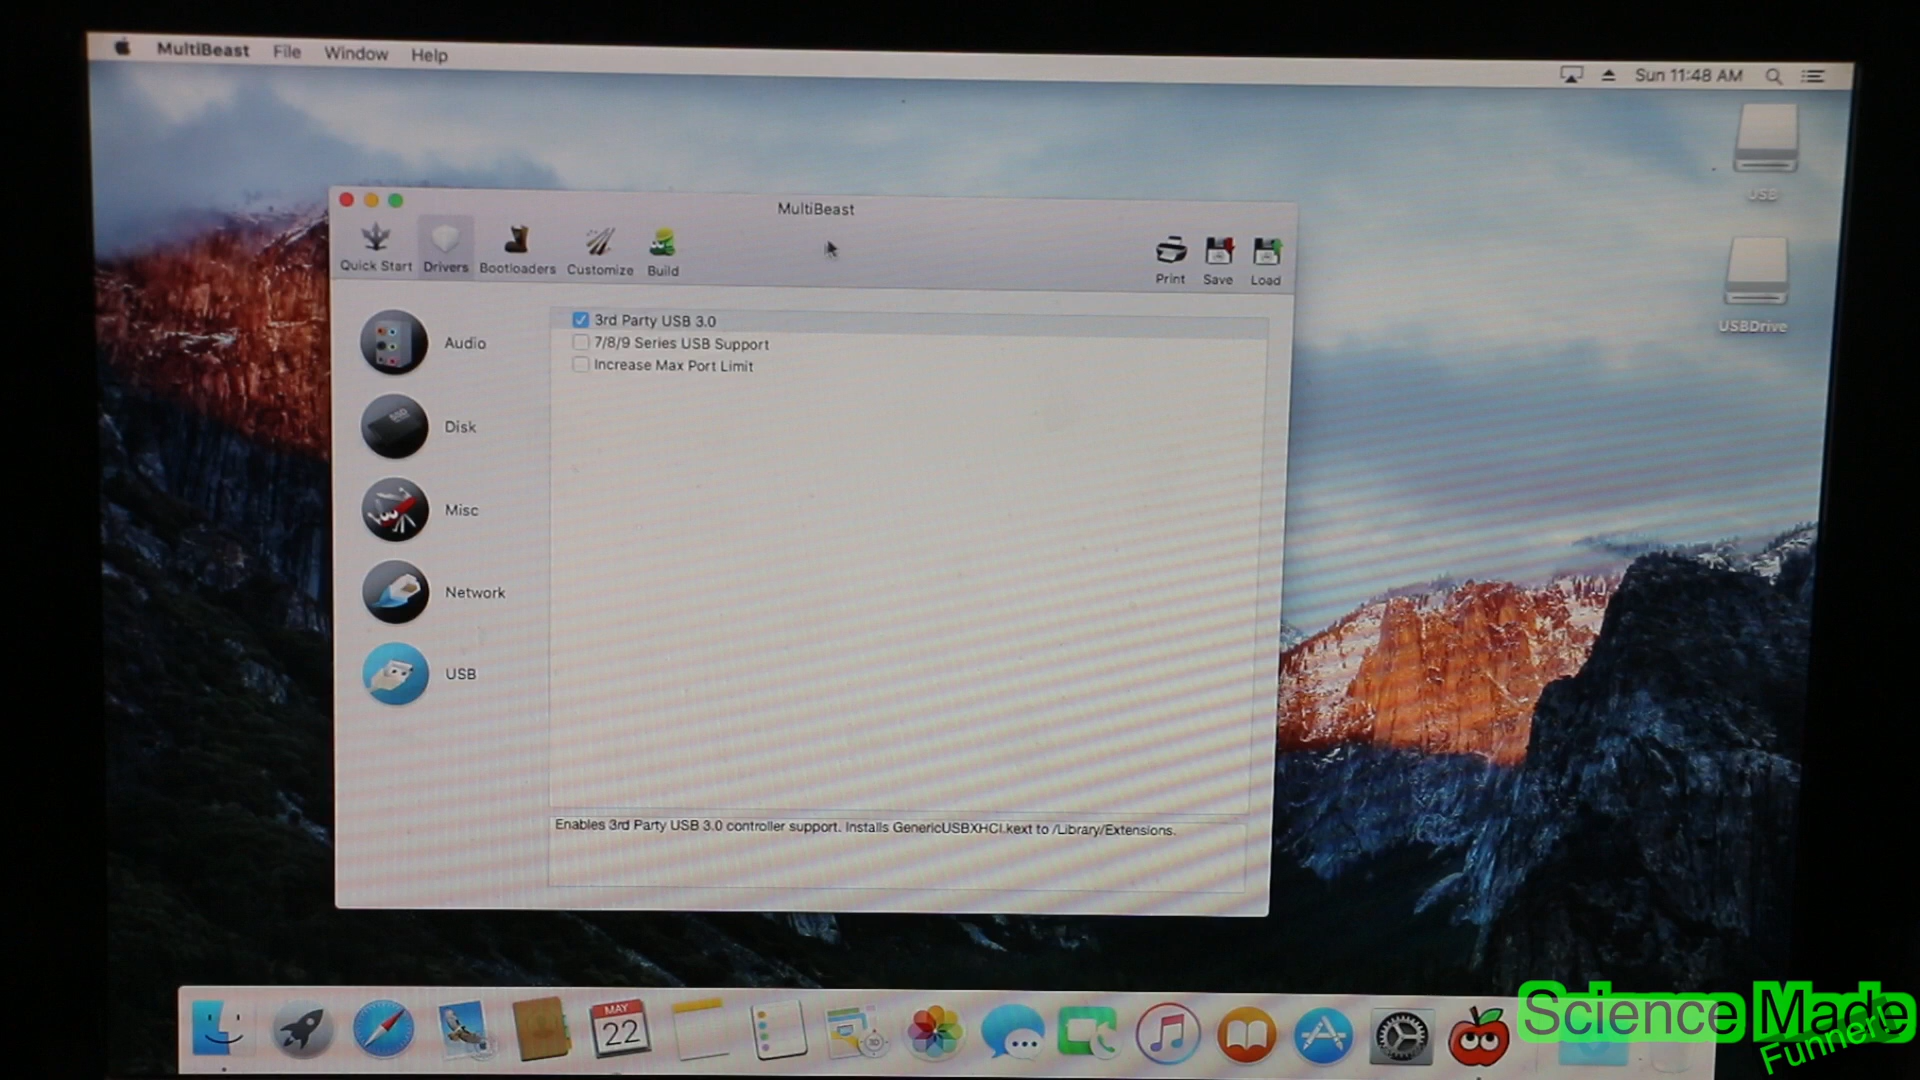 MultiBeast File Window Help
Sun 11:48 AM
USB
USBDrive
MultiBeast
Quick Start Drivers Bootloaders Customize Build
Print Save Load
Audio
Disk
SSD
Misc
Network
USB
3rd Party USB 3.0
7/8/9 Series USB Support
Increase Max Port Limit
Enables 3rd Party USB 3.0 controller support. Installs GenericUSBXHCI.kext to /Library/Extensions.
MAY
22
3D
Science Made
Funner!